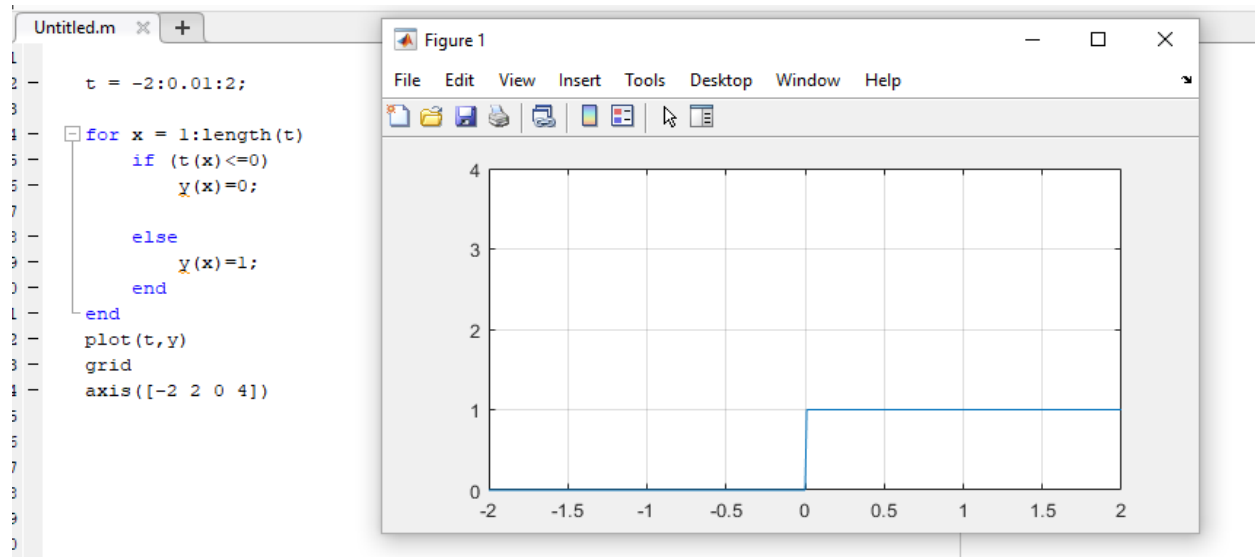 Untitled.m
t = -2:0.01:2;
for x = 1:length(t)
if (t(x)<=0)
y(x)=0;
else
y(x)=1;
end
end
plot(t,y)
grid
axis([-2 2 0 4])
Figure 1
File Edit View Insert Tools Desktop Window Help
4
3
2
1
0
-2 -1.5 -1 -0.5 0 0.5 1 1.5 2